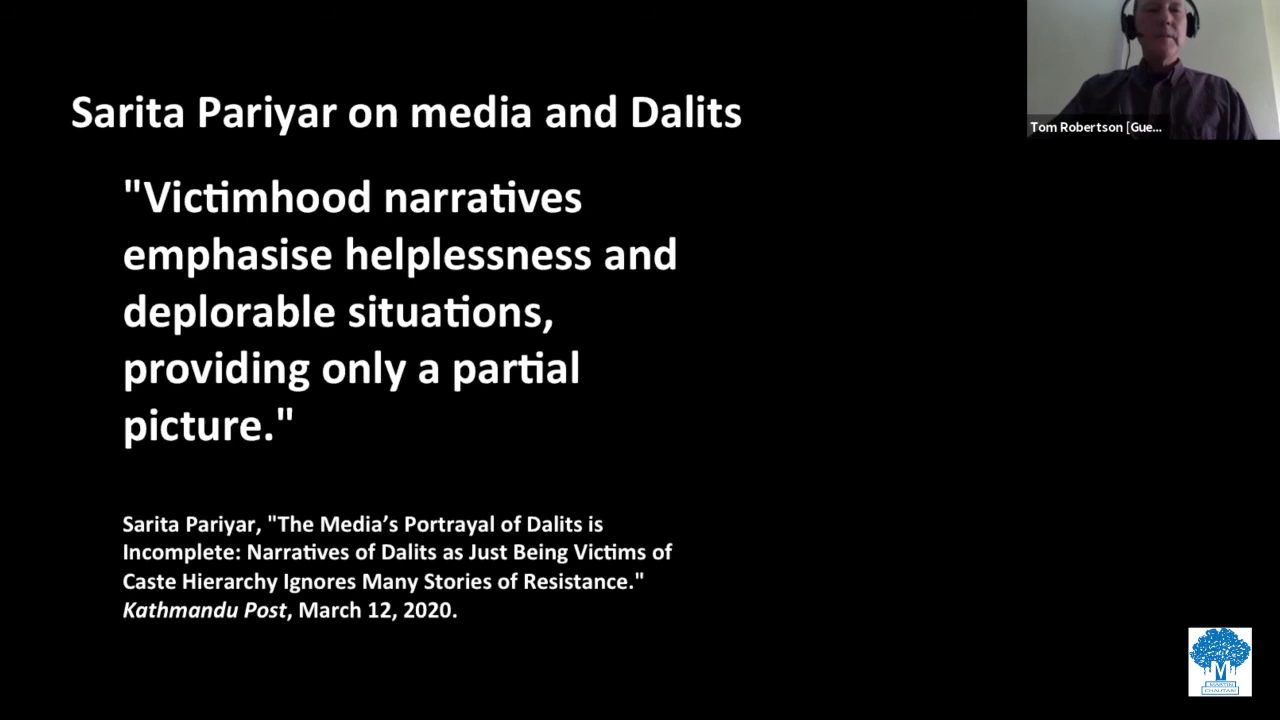 Sarita Pariyar on media and Dalits
"Victimhood narratives
emphasise helplessness and
deplorable situations,
providing only a partial
picture."
Sarita Pariyar, "The Media’s Portrayal of Dalits is
Incomplete: Narratives of Dalits as Just Being Victims of
Caste Hierarchy Ignores Many Stories of Resistance."
Kathmandu Post, March 12, 2020.
Tom Robertson [Gue...
M
MARTIN
CHAUTARI